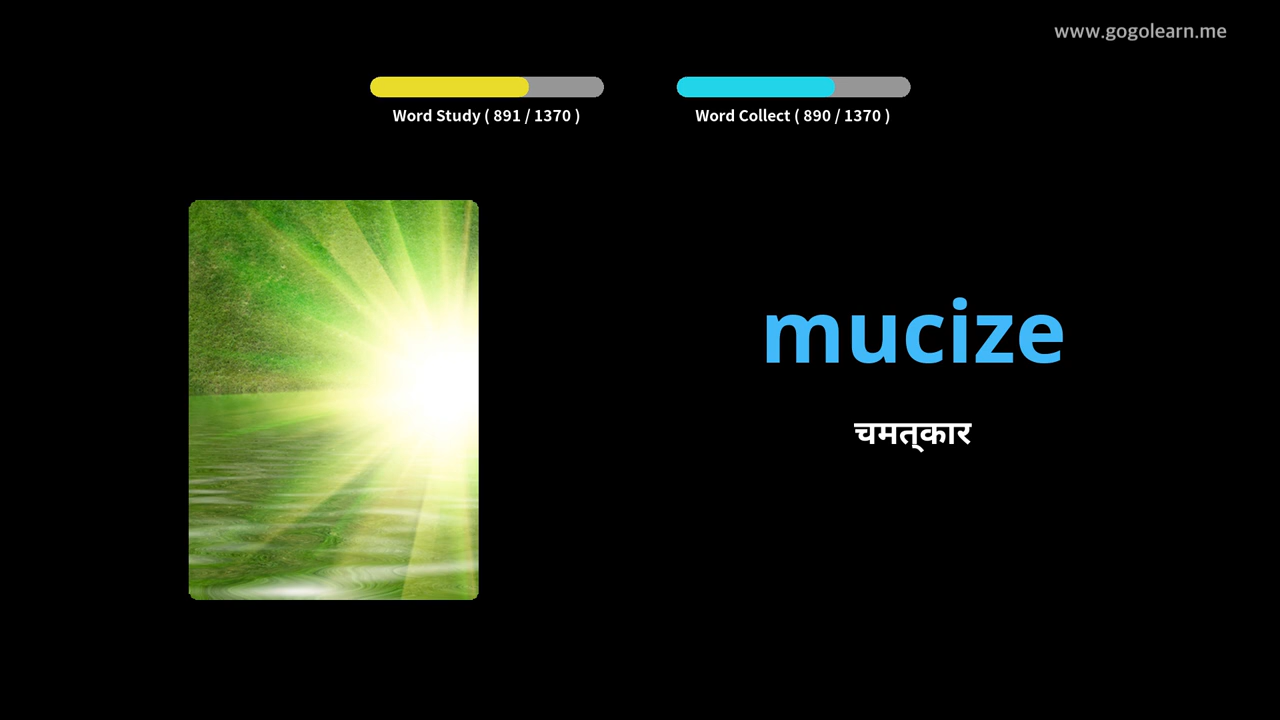 www.gogolearn.me
Word Study ( 891 / 1370 )
Word Collect ( 890 / 1370 )
mucize
चमत्कार